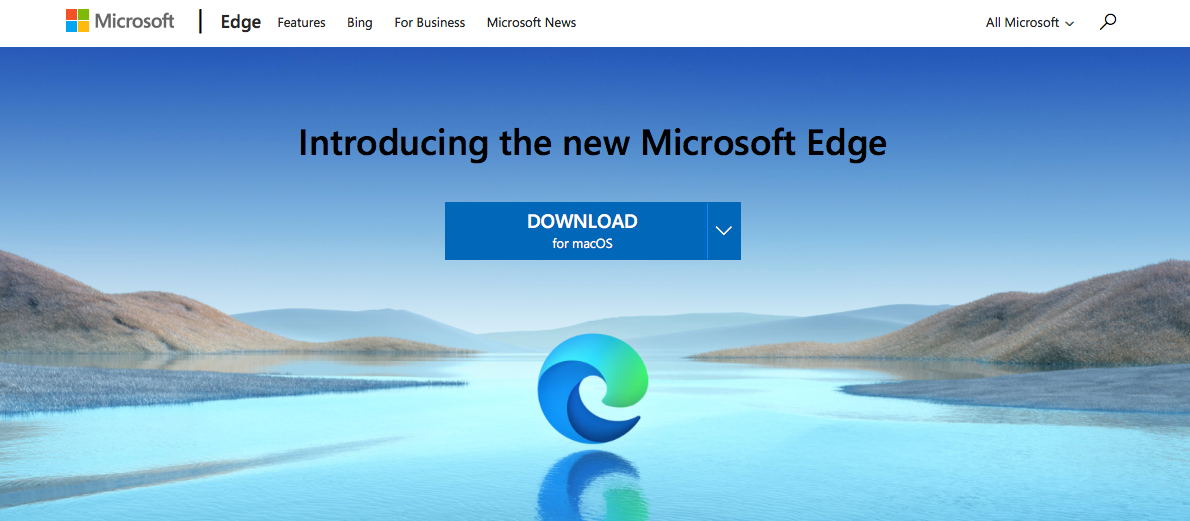 Microsoft | Edge Features Bing For Business Microsoft News All Microsoft
Introducing the new Microsoft Edge
DOWNLOAD
for macOS